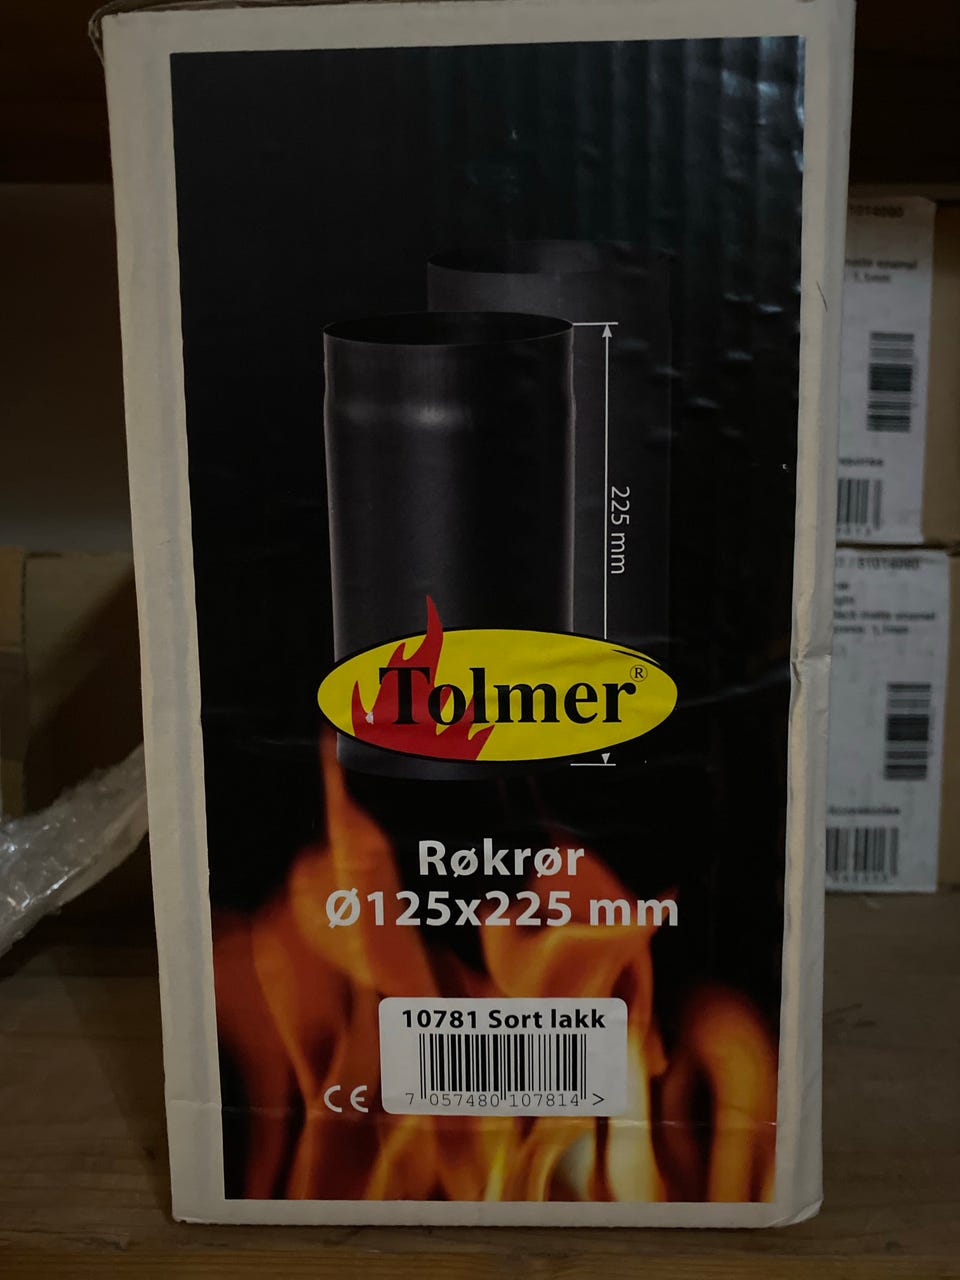 225 mm
Tolmer®
Røkrør
Ø125x225 mm
10781 Sort lakk
CE
7 057480 107814 >